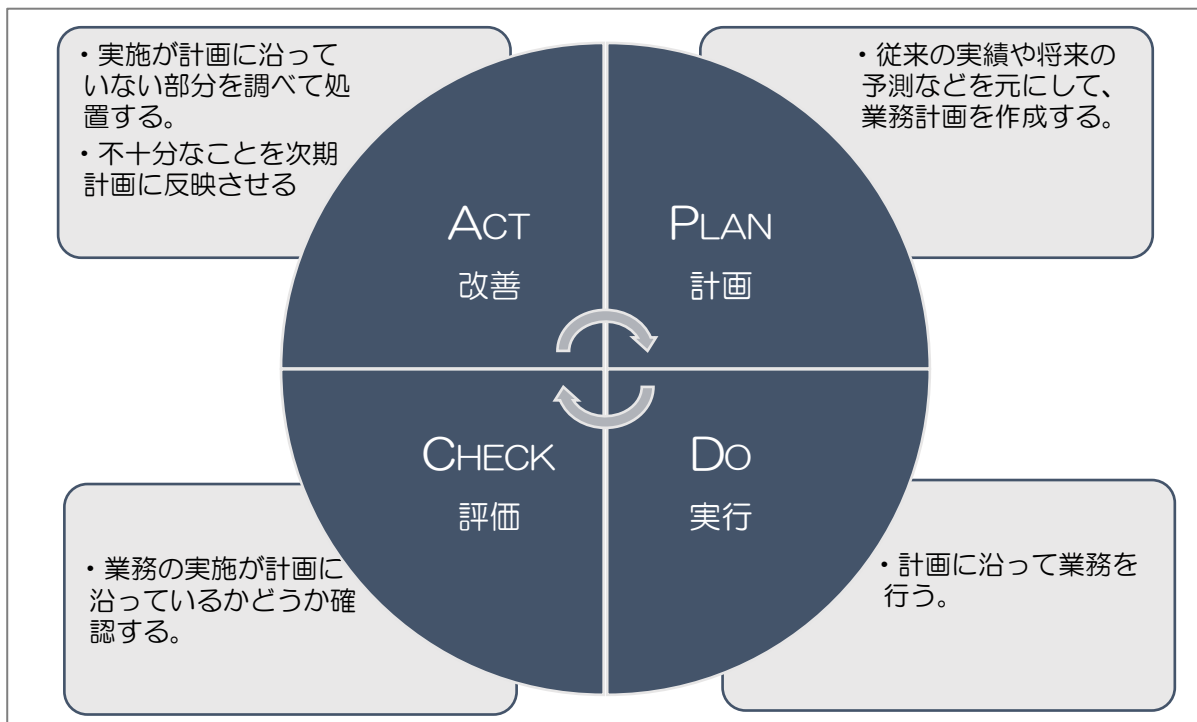 ・実施が計画に沿って
いない部分を調べて処
置する。
・不十分なことを次期
計画に反映させる
・従来の実績や将来の
予測などを元にして、
業務計画を作成する。
ACT
改善
PLAN
計画
CHECK
評価
DO
実行
・業務の実施が計画に
沿っているかどうか確
認する。
・計画に沿って業務を
行う。